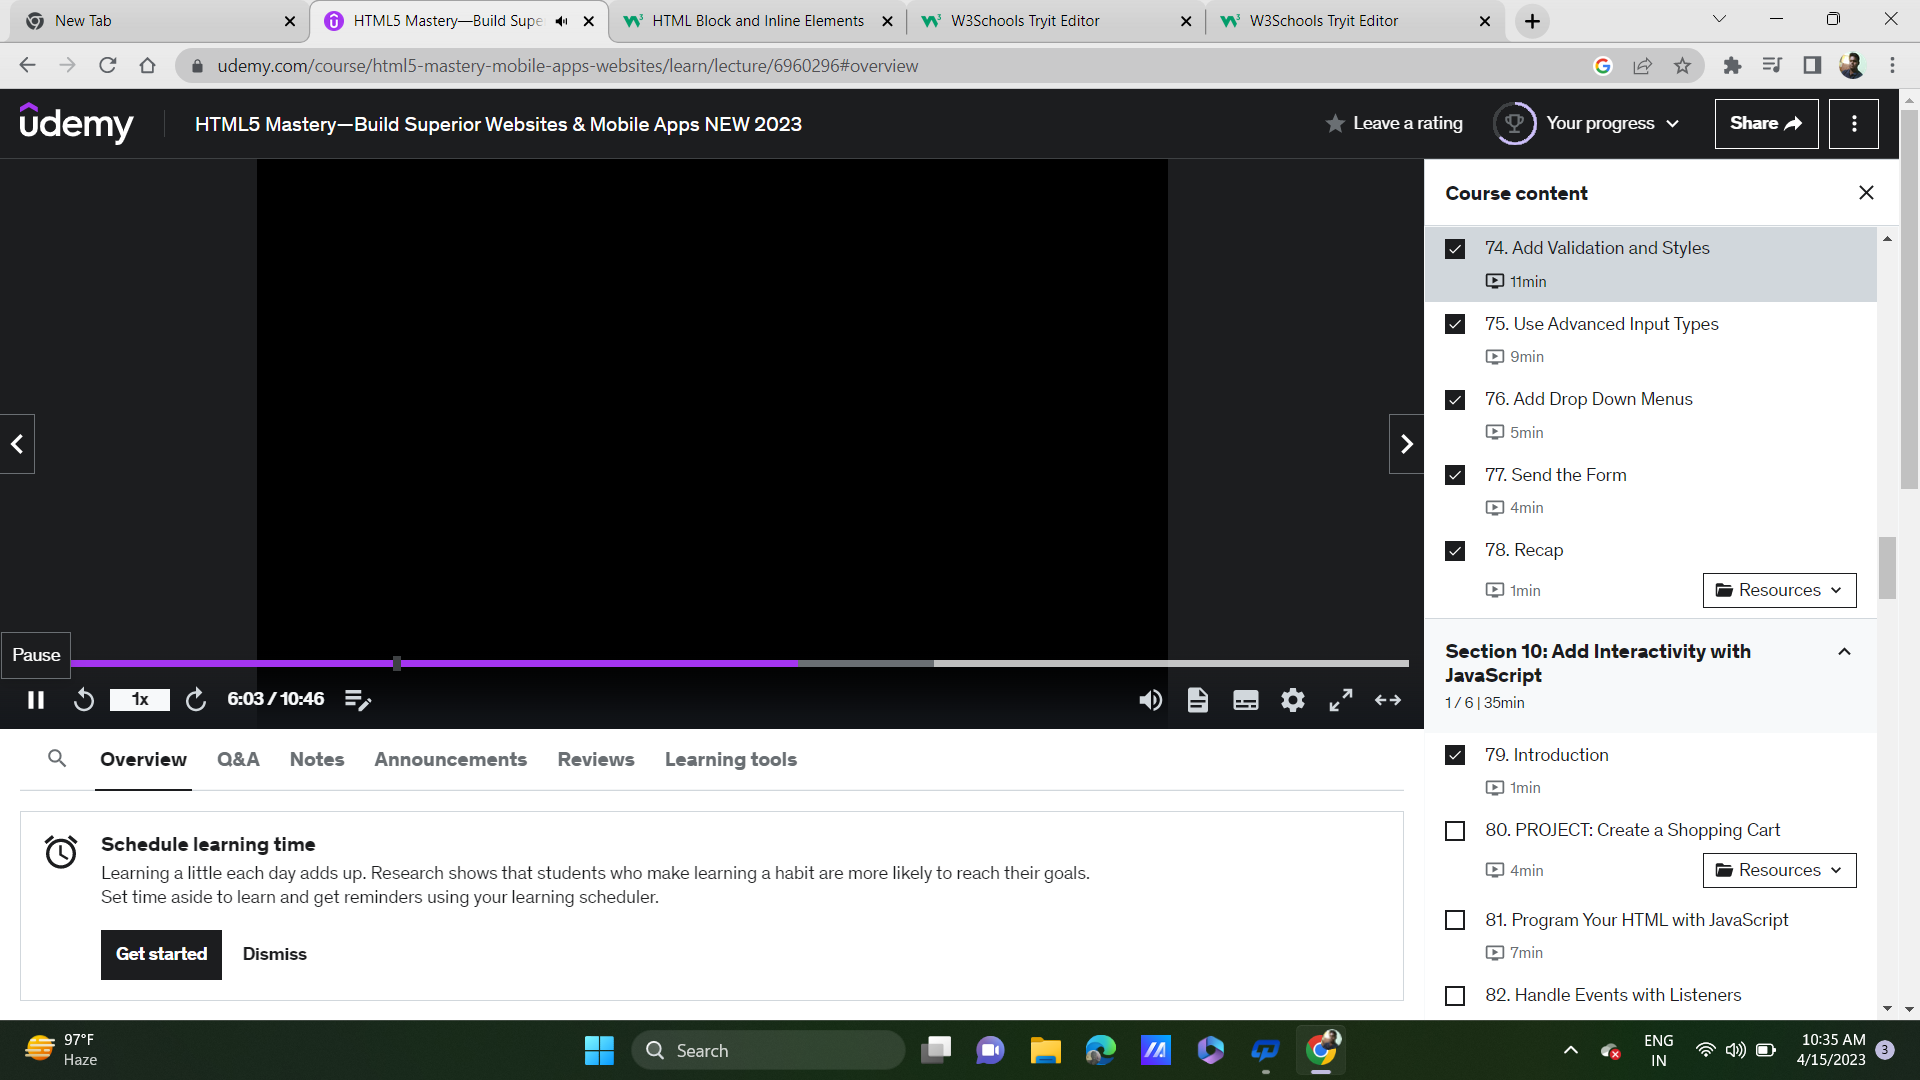 New Tab
HTML5 Mastery—Build Supe
HTML Block and Inline Elements
W3Schools Tryit Editor
W3Schools Tryit Editor
udemy.com/course/html5-mastery-mobile-apps-websites/learn/lecture/6960296#overview
udemy
HTML5 Mastery—Build Superior Websites & Mobile Apps NEW 2023
Leave a rating
Your progress
Share
Pause
1x
6:03 / 10:46
Overview
Q&A
Notes
Announcements
Reviews
Learning tools
Schedule learning time
Learning a little each day adds up. Research shows that students who make learning a habit are more likely to reach their goals.
Set time aside to learn and get reminders using your learning scheduler.
Get started
Dismiss
Course content
74. Add Validation and Styles
11min
75. Use Advanced Input Types
9min
76. Add Drop Down Menus
5min
77. Send the Form
4min
78. Recap
1min
Resources
Section 10: Add Interactivity with
JavaScript
1 / 6 | 35min
79. Introduction
1min
80. PROJECT: Create a Shopping Cart
4min
Resources
81. Program Your HTML with JavaScript
7min
82. Handle Events with Listeners
97°F
Haze
Search
ENG
IN
10:35 AM
4/15/2023
3